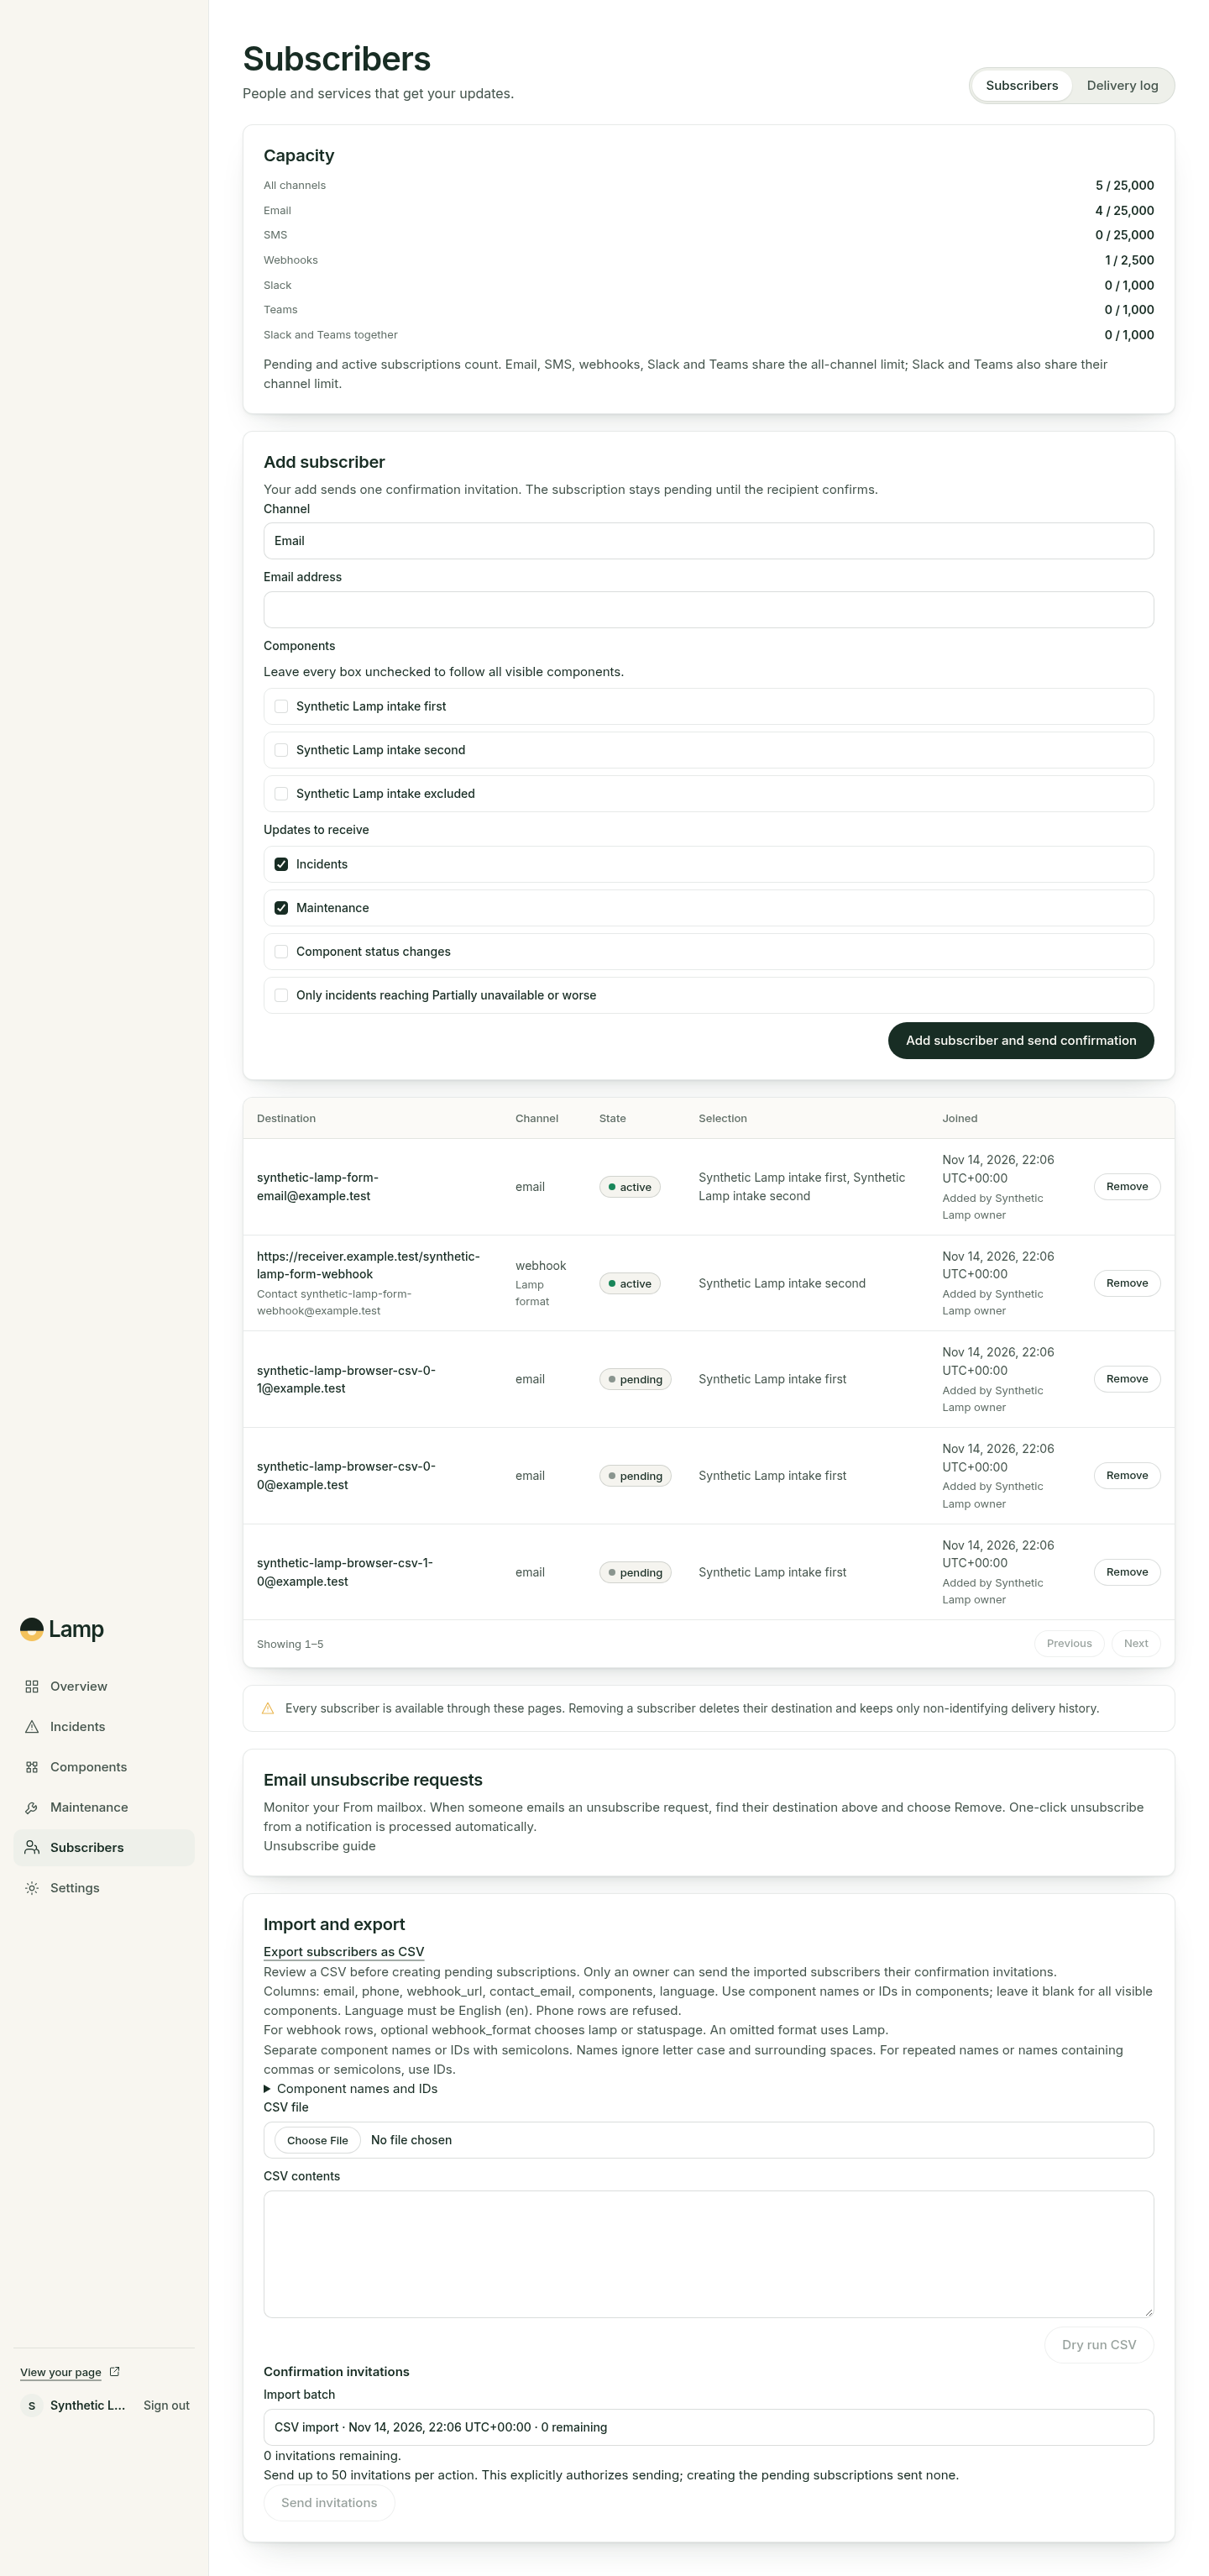 Subscribers
People and services that get your updates.
Subscribers
Delivery log
Capacity
All channels
5 / 25,000
Email
4 / 25,000
SMS
0 / 25,000
Webhooks
1 / 2,500
Slack
0 / 1,000
Teams
0 / 1,000
Slack and Teams together
0 / 1,000
Pending and active subscriptions count. Email, SMS, webhooks, Slack and Teams share the all-channel limit; Slack and Teams also share their
channel limit.
Add subscriber
Your add sends one confirmation invitation. The subscription stays pending until the recipient confirms.
Channel
Email
Email address
Components
Leave every box unchecked to follow all visible components.
Synthetic Lamp intake first
Synthetic Lamp intake second
Synthetic Lamp intake excluded
Updates to receive
Incidents
Maintenance
Component status changes
Only incidents reaching Partially unavailable or worse
Add subscriber and send confirmation
Destination
Channel
State
Selection
Joined
synthetic-lamp-form-
email@example.test
email
active
Synthetic Lamp intake first, Synthetic
Lamp intake second
Nov 14, 2026, 22:06
UTC+00:00
Added by Synthetic
Lamp owner
Remove
https://receiver.example.test/synthetic-
lamp-form-webhook
Contact synthetic-lamp-form-
webhook@example.test
webhook
Lamp
format
active
Synthetic Lamp intake second
Nov 14, 2026, 22:06
UTC+00:00
Added by Synthetic
Lamp owner
Remove
synthetic-lamp-browser-csv-0-
1@example.test
email
pending
Synthetic Lamp intake first
Nov 14, 2026, 22:06
UTC+00:00
Added by Synthetic
Lamp owner
Remove
synthetic-lamp-browser-csv-0-
0@example.test
email
pending
Synthetic Lamp intake first
Nov 14, 2026, 22:06
UTC+00:00
Added by Synthetic
Lamp owner
Remove
synthetic-lamp-browser-csv-1-
0@example.test
email
pending
Synthetic Lamp intake first
Nov 14, 2026, 22:06
UTC+00:00
Added by Synthetic
Lamp owner
Remove
Showing 1–5
Previous
Next
Every subscriber is available through these pages. Removing a subscriber deletes their destination and keeps only non-identifying delivery history.
Email unsubscribe requests
Monitor your From mailbox. When someone emails an unsubscribe request, find their destination above and choose Remove. One-click unsubscribe
from a notification is processed automatically.
Unsubscribe guide
Import and export
Export subscribers as CSV
Review a CSV before creating pending subscriptions. Only an owner can send the imported subscribers their confirmation invitations.
Columns: email, phone, webhook_url, contact_email, components, language. Use component names or IDs in components; leave it blank for all visible
components. Language must be English (en). Phone rows are refused.
For webhook rows, optional webhook_format chooses lamp or statuspage. An omitted format uses Lamp.
Separate component names or IDs with semicolons. Names ignore letter case and surrounding spaces. For repeated names or names containing
commas or semicolons, use IDs.
Component names and IDs
CSV file
Choose File
No file chosen
CSV contents
Dry run CSV
Confirmation invitations
Import batch
CSV import · Nov 14, 2026, 22:06 UTC+00:00 · 0 remaining
0 invitations remaining.
Send up to 50 invitations per action. This explicitly authorizes sending; creating the pending subscriptions sent none.
Send invitations
Lamp
Overview
Incidents
Components
Maintenance
Subscribers
Settings
View your page
S
Synthetic L...
Sign out